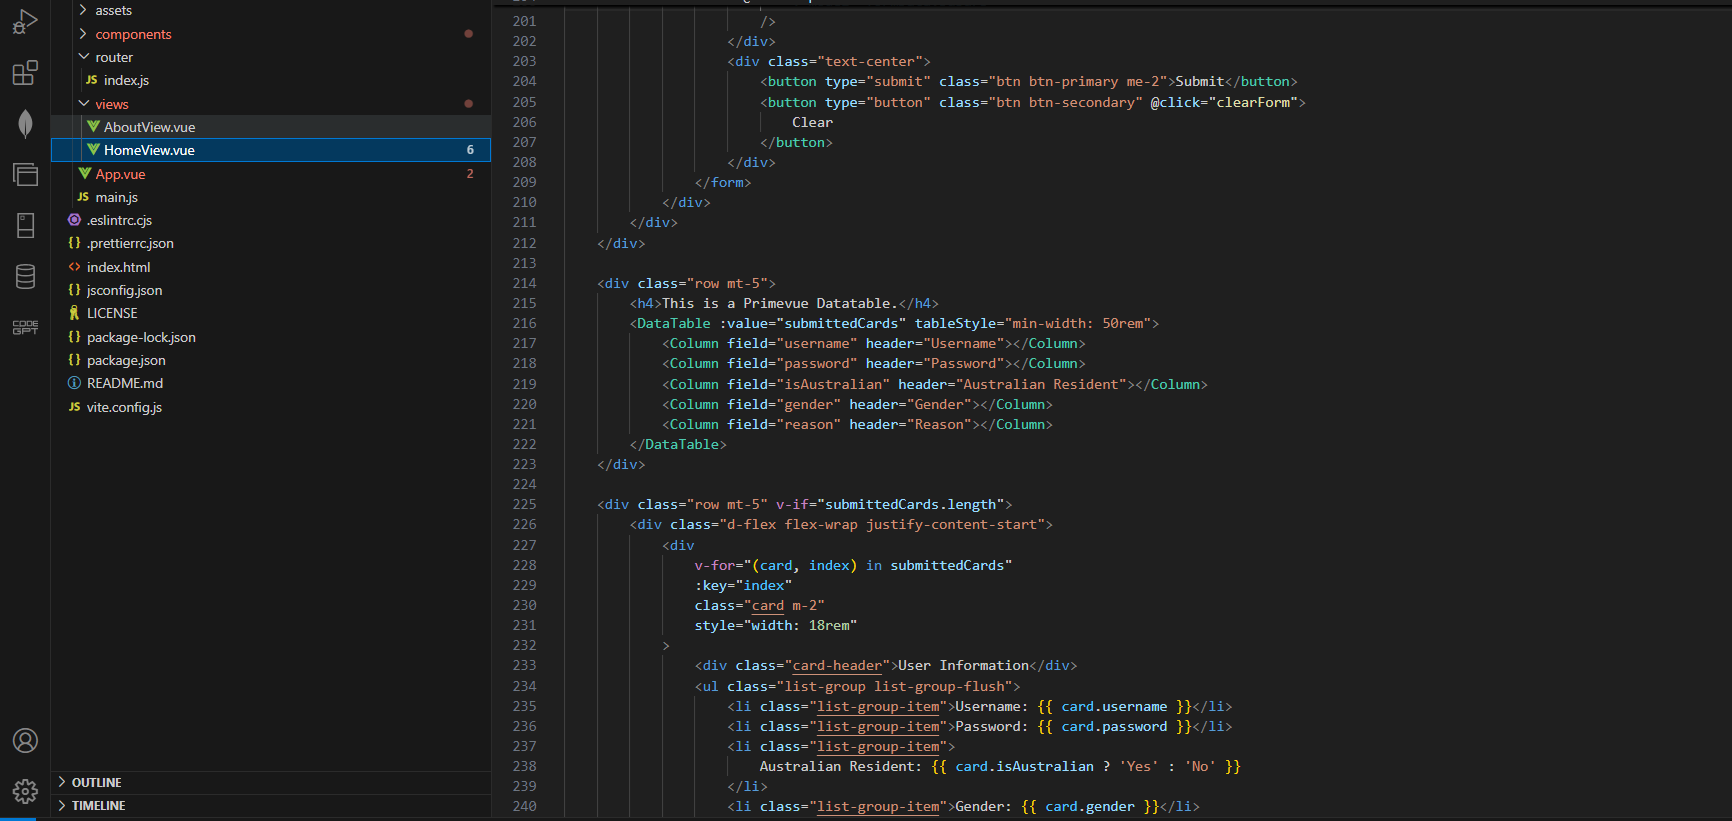 assets
components
router
JS index.js
views
AboutView.vue
HomeView.vue 6
App.vue 2
JS main.js
.eslintrc.cjs
{} .prettierrc.json
<> index.html
{} jsconfig.json
LICENSE
{} package-lock.json
{} package.json
README.md
JS vite.config.js
CODE
GPT
OUTLINE
TIMELINE
201 />
202 </div>
203 <div class="text-center">
204 <button type="submit" class="btn btn-primary me-2">Submit</button>
205 <button type="button" class="btn btn-secondary" @click="clearForm">
206 Clear
207 </button>
208 </div>
209 </form>
210 </div>
211 </div>
212 </div>
213
214 <div class="row mt-5">
215 <h4>This is a Primevue Datatable.</h4>
216 <DataTable :value="submittedCards" tableStyle="min-width: 50rem">
217 <Column field="username" header="Username"></Column>
218 <Column field="password" header="Password"></Column>
219 <Column field="isAustralian" header="Australian Resident"></Column>
220 <Column field="gender" header="Gender"></Column>
221 <Column field="reason" header="Reason"></Column>
222 </DataTable>
223 </div>
224
225 <div class="row mt-5" v-if="submittedCards.length">
226 <div class="d-flex flex-wrap justify-content-start">
227 <div
228 v-for="(card, index) in submittedCards"
229 :key="index"
230 class="card m-2"
231 style="width: 18rem"
232 >
233 <div class="card-header">User Information</div>
234 <ul class="list-group list-group-flush">
235 <li class="list-group-item">Username: {{ card.username }}</li>
236 <li class="list-group-item">Password: {{ card.password }}</li>
237 <li class="list-group-item">
238 Australian Resident: {{ card.isAustralian ? 'Yes' : 'No' }}
239 </li>
240 <li class="list-group-item">Gender: {{ card.gender }}</li>